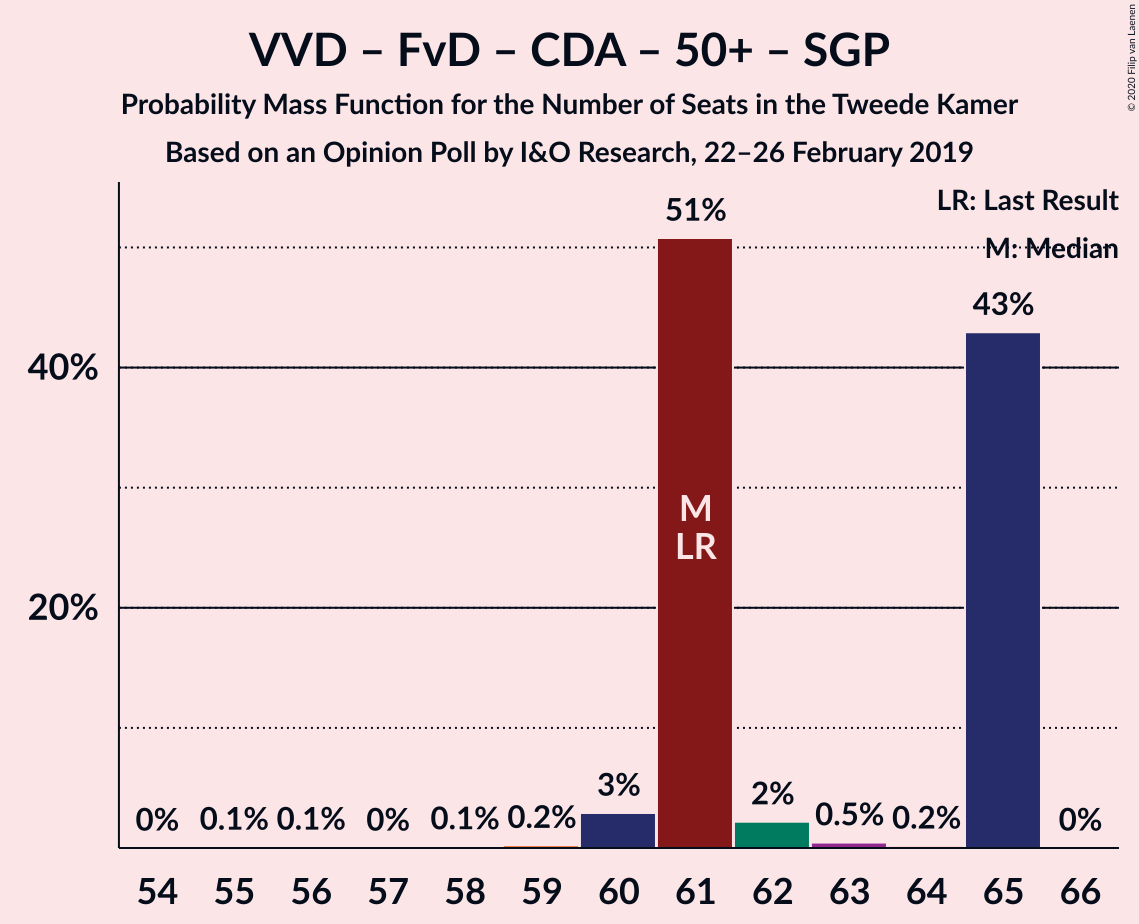 VVD – FvD – CDA – 50+ – SGP
Probability Mass Function for the Number of Seats in the Tweede Kamer
Based on an Opinion Poll by I&O Research, 22–26 February 2019
© 2020 Filip van Laenen
LR: Last Result
M: Median
51%
43%
40%
M
LR
20%
0% 0.1% 0.1% 0% 0.1% 0.2% 3% 2% 0.5% 0.2% 0%
54 55 56 57 58 59 60 61 62 63 64 65 66